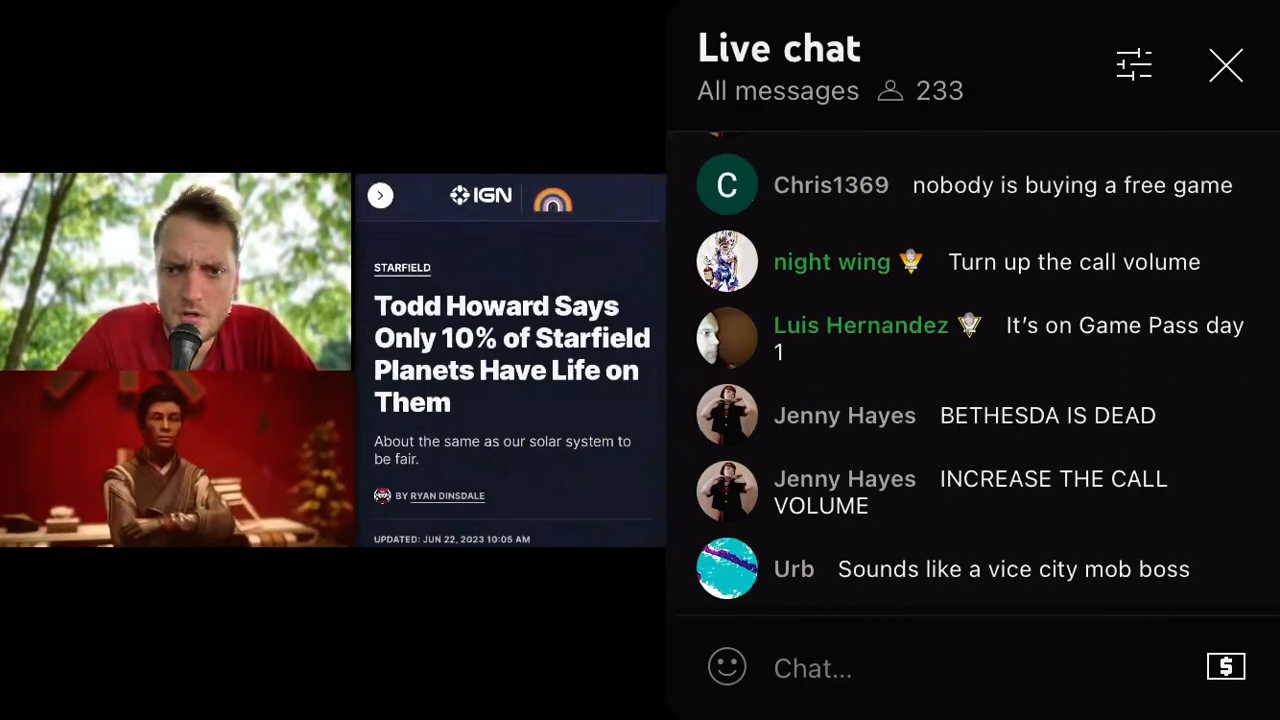 IGN
STARFIELD
Todd Howard Says
Only 10% of Starfield
Planets Have Life on
Them
About the same as our solar system to
be fair.
BY RYAN DINSDALE
UPDATED: JUN 22, 2023 10:05 AM
Live chat
All messages 233
C Chris1369 nobody is buying a free game
night wing Turn up the call volume
Luis Hernandez It's on Game Pass day
1
Jenny Hayes BETHESDA IS DEAD
Jenny Hayes INCREASE THE CALL
VOLUME
Urb Sounds like a vice city mob boss
Chat...
$